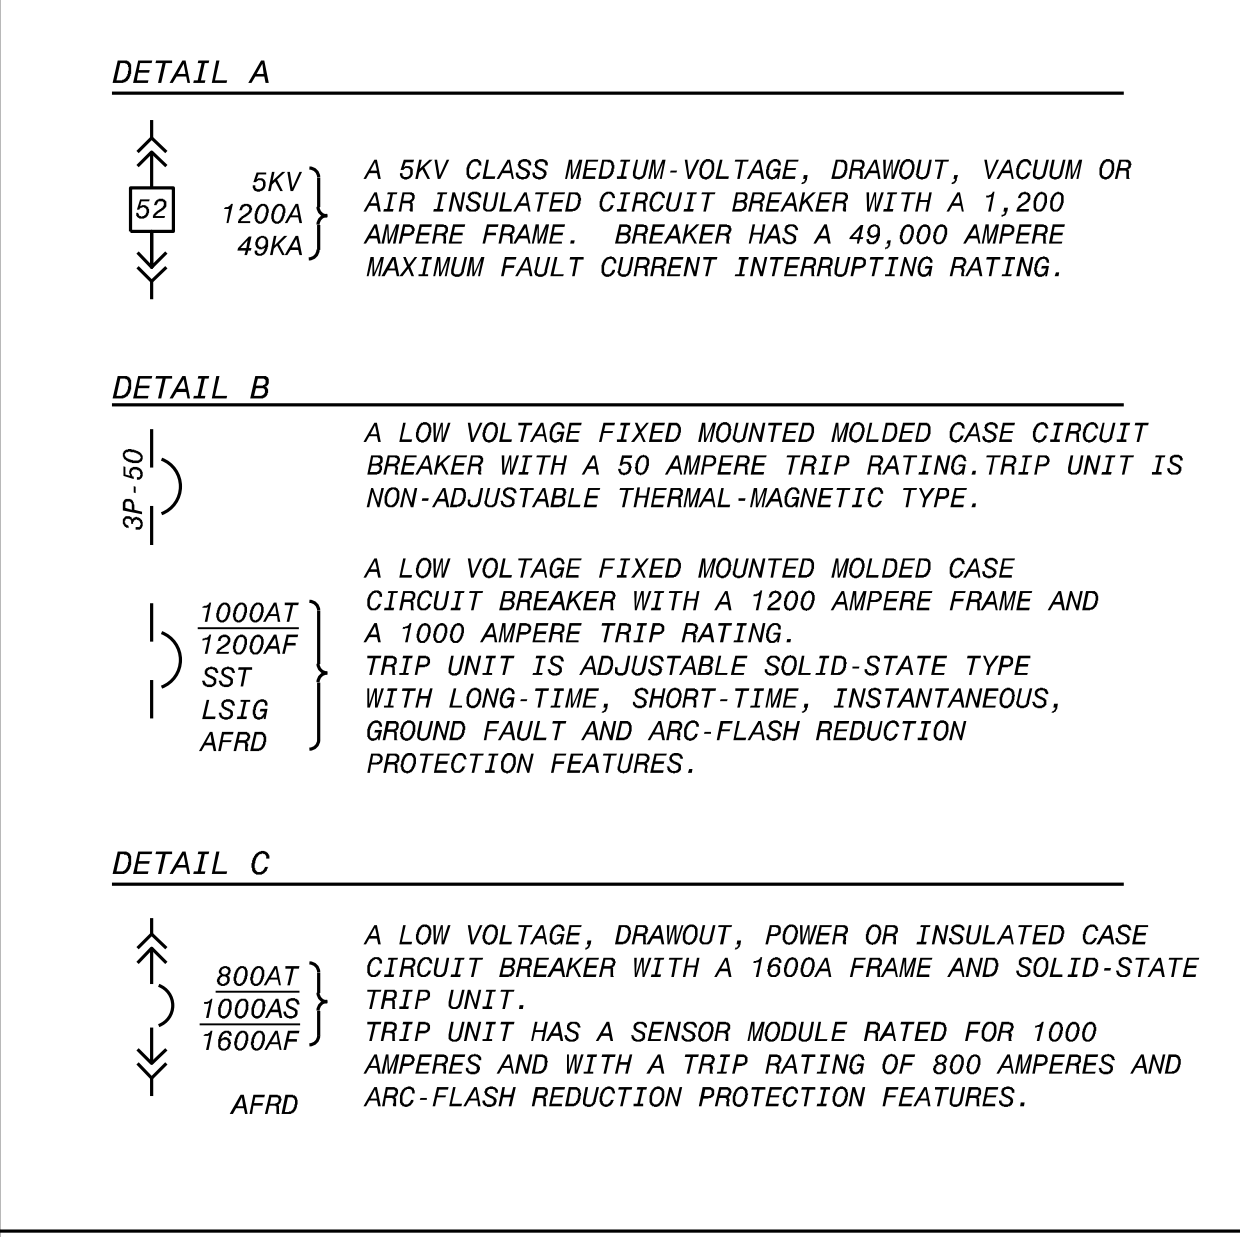 DETAIL A
52
5KV
1200A
49KA
A 5KV CLASS MEDIUM-VOLTAGE, DRAWOUT, VACUUM OR
AIR INSULATED CIRCUIT BREAKER WITH A 1,200
AMPERE FRAME. BREAKER HAS A 49,000 AMPERE
MAXIMUM FAULT CURRENT INTERRUPTING RATING.
DETAIL B
3P-50
A LOW VOLTAGE FIXED MOUNTED MOLDED CASE CIRCUIT
BREAKER WITH A 50 AMPERE TRIP RATING.TRIP UNIT IS
NON-ADJUSTABLE THERMAL-MAGNETIC TYPE.
1000AT
1200AF
SST
LSIG
AFRD
A LOW VOLTAGE FIXED MOUNTED MOLDED CASE
CIRCUIT BREAKER WITH A 1200 AMPERE FRAME AND
A 1000 AMPERE TRIP RATING.
TRIP UNIT IS ADJUSTABLE SOLID-STATE TYPE
WITH LONG-TIME, SHORT-TIME, INSTANTANEOUS,
GROUND FAULT AND ARC-FLASH REDUCTION
PROTECTION FEATURES.
DETAIL C
800AT
1000AS
1600AF
AFRD
A LOW VOLTAGE, DRAWOUT, POWER OR INSULATED CASE
CIRCUIT BREAKER WITH A 1600A FRAME AND SOLID-STATE
TRIP UNIT.
TRIP UNIT HAS A SENSOR MODULE RATED FOR 1000
AMPERES AND WITH A TRIP RATING OF 800 AMPERES AND
ARC-FLASH REDUCTION PROTECTION FEATURES.